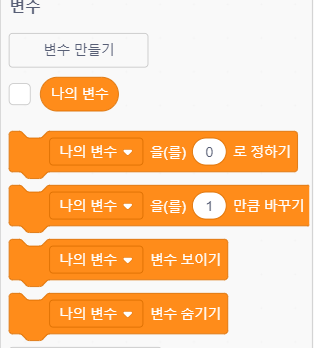 변수
변수 만들기
나의 변수
나의 변수 을(를) 0 로 정하기
나의 변수 을(를) 1 만큼 바꾸기
나의 변수 변수 보이기
나의 변수 변수 숨기기